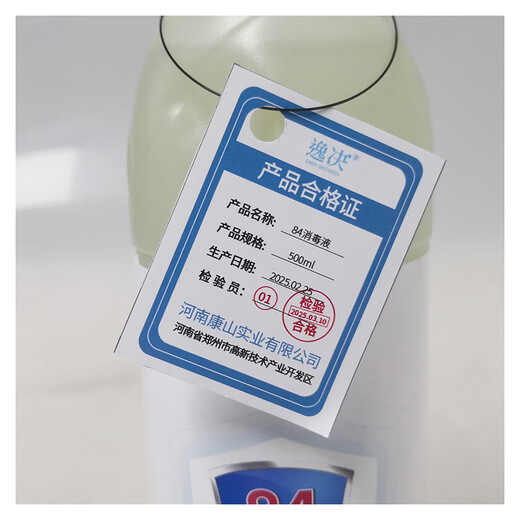 逸决®
产品合格证
产品名称: 84消毒液
产品规格: 500ml
生产日期: 2025.02.25
检验员: 01
检验
2025.03.10
合格
河南康山实业有限公司
河南省郑州市高新技术产业开发区
84